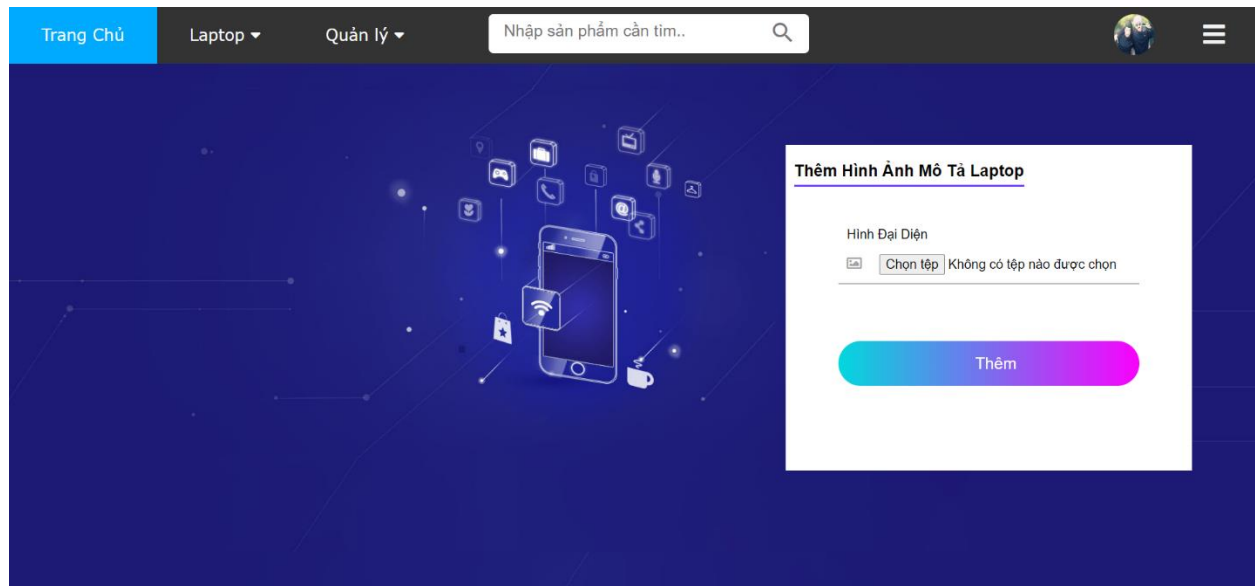 Trang Chủ Laptop Quản lý Nhập sản phẩm cần tìm..
Thêm Hình Ảnh Mô Tả Laptop
Hình Đại Diện
Chọn tệp Không có tệp nào được chọn
Thêm